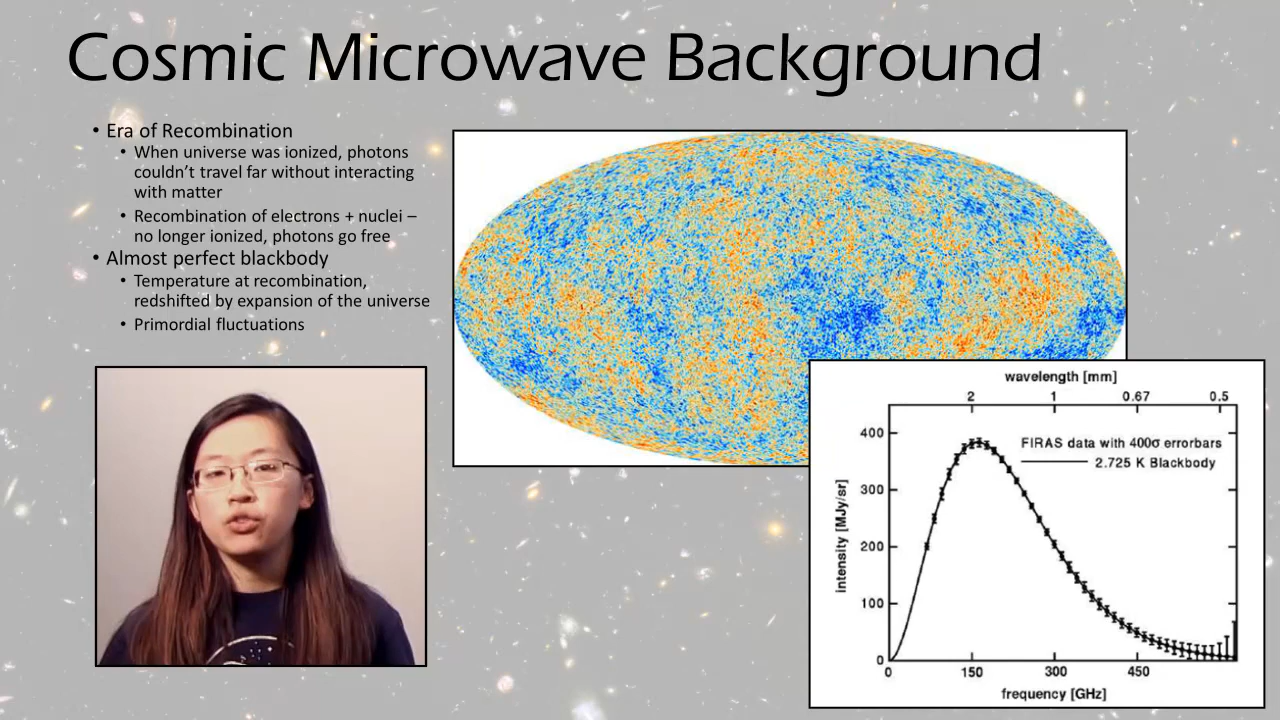 Cosmic Microwave Background
• Era of Recombination
• When universe was ionized, photons
couldn't travel far without interacting
with matter
• Recombination of electrons + nuclei –
no longer ionized, photons go free
• Almost perfect blackbody
• Temperature at recombination,
redshifted by expansion of the universe
• Primordial fluctuations
wavelength [mm]
2 1 0.67 0.5
FIRAS data with 400σ errorbars
2.725 K Blackbody
intensity [MJy/sr]
400
300
200
100
0
0 150 300 450
frequency [GHz]